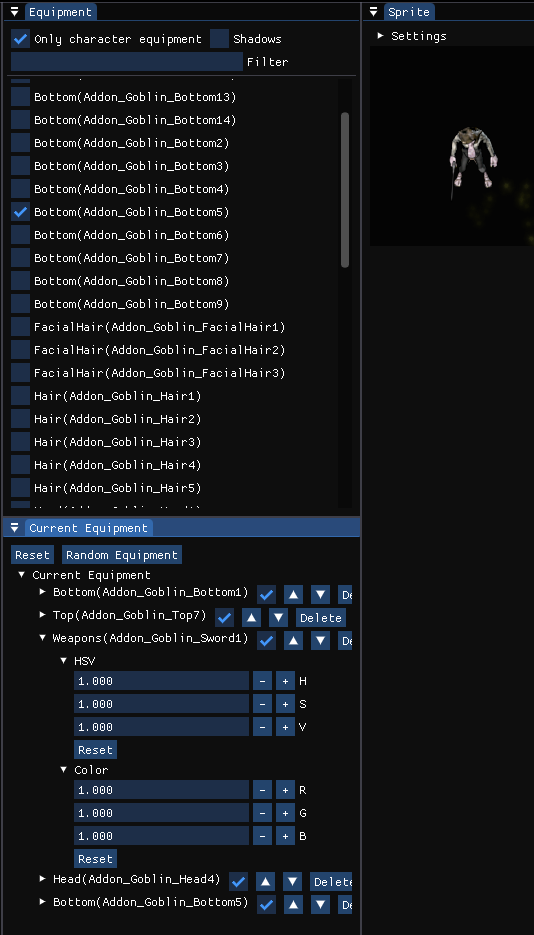 Equipment
Only character equipment Shadows
Filter
Bottom(Addon_Goblin_Bottom13)
Bottom(Addon_Goblin_Bottom14)
Bottom(Addon_Goblin_Bottom2)
Bottom(Addon_Goblin_Bottom3)
Bottom(Addon_Goblin_Bottom4)
Bottom(Addon_Goblin_Bottom5)
Bottom(Addon_Goblin_Bottom6)
Bottom(Addon_Goblin_Bottom7)
Bottom(Addon_Goblin_Bottom8)
Bottom(Addon_Goblin_Bottom9)
FacialHair(Addon_Goblin_FacialHair1)
FacialHair(Addon_Goblin_FacialHair2)
FacialHair(Addon_Goblin_FacialHair3)
Hair(Addon_Goblin_Hair1)
Hair(Addon_Goblin_Hair2)
Hair(Addon_Goblin_Hair3)
Hair(Addon_Goblin_Hair4)
Hair(Addon_Goblin_Hair5)
Current Equipment
Reset Random Equipment
Current Equipment
Bottom(Addon_Goblin_Bottom1) De
Top(Addon_Goblin_Top7) Delete
Weapons(Addon_Goblin_Sword1) De
HSV
1.000 - + H
1.000 - + S
1.000 - + V
Reset
Color
1.000 - + R
1.000 - + G
1.000 - + B
Reset
Head(Addon_Goblin_Head4) Delete
Bottom(Addon_Goblin_Bottom5) De
Sprite
Settings